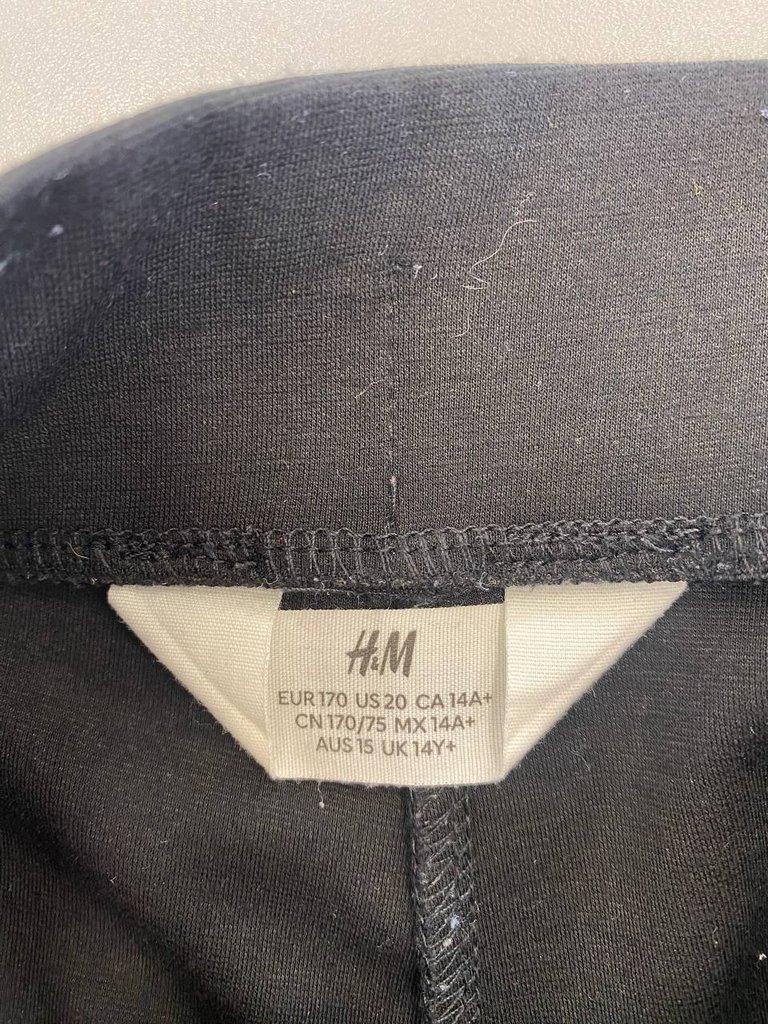 H&M
EUR 170 US 20 CA 14A+
CN 170/75 MX 14A+
AUS 15 UK 14Y+